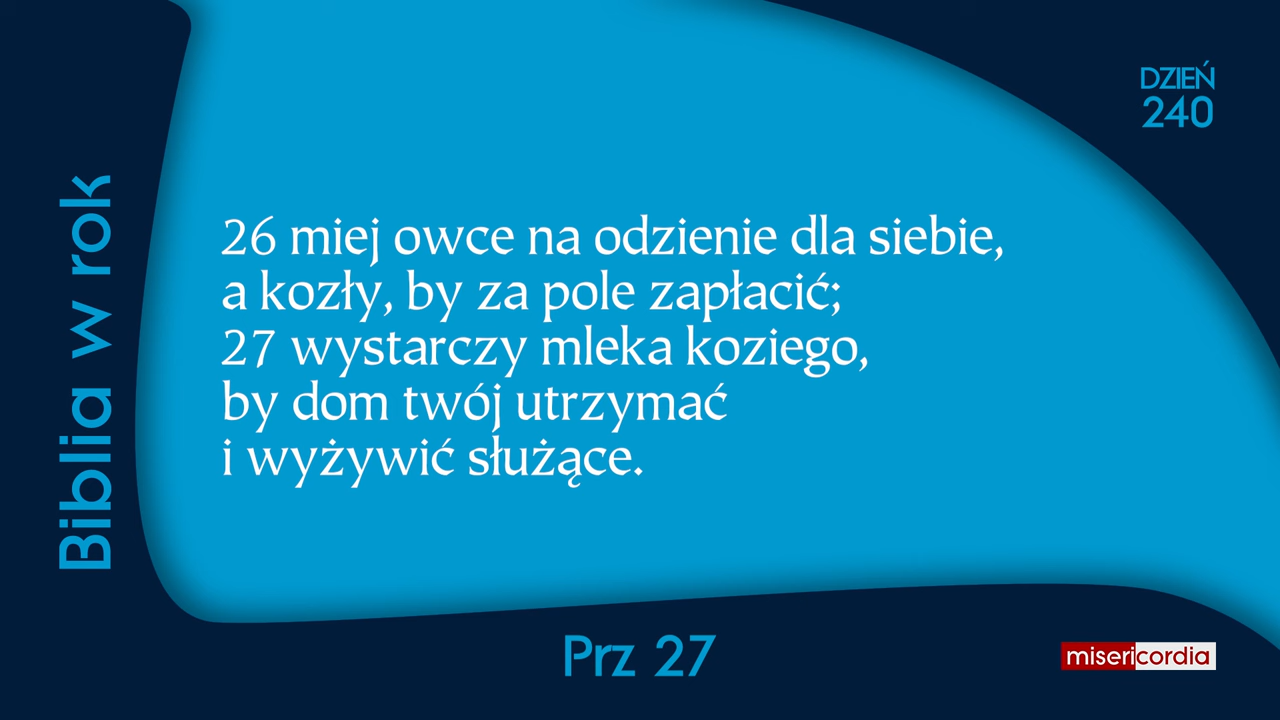 DZIEŃ
240
Biblia w rok
26 miej owce na odzienie dla siebie,
a kozły, by za pole zapłacić;
27 wystarczy mleka koziego,
by dom twój utrzymać
i wyżywić służące.
Prz 27
misericordia